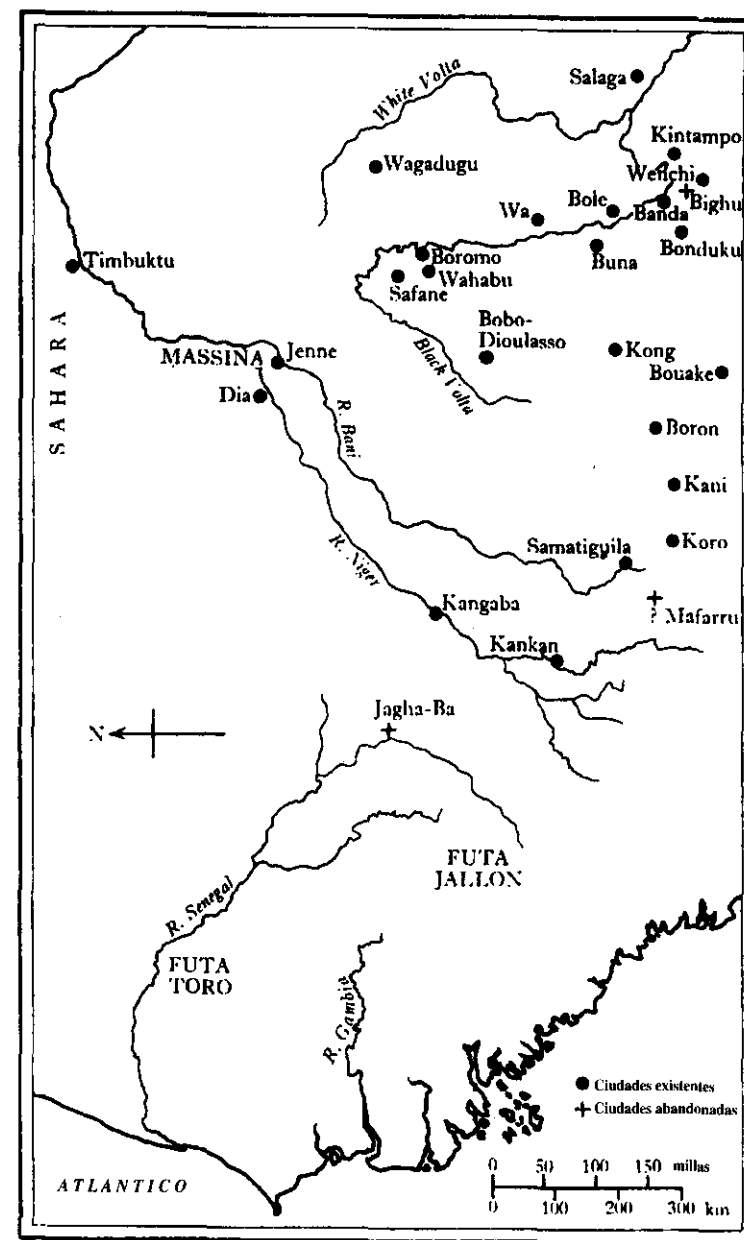 Salaga
White Volta
Kintampo
Wagadugu
Wenchi
Bighu
Bole
Banda
Wa
Bonduku
Buna
Timbuktu
Boromo
Wahabu
Safane
Bobo-
Dioulasso
Black Volta
Kong
Bouake
SAHARA
MASSINA
Jenne
Dia
R. Bani
Boron
Kani
Koro
Samatiguila
R. Niger
Kangaba
? Mafarru
Kankan
N
Jagha-Ba
FUTA
JALLON
R. Senegal
FUTA
TORO
R. Gambia
Ciudades existentes
Ciudades abandonadas
ATLANTICO
0 50 100 150 millas
0 100 200 300 km